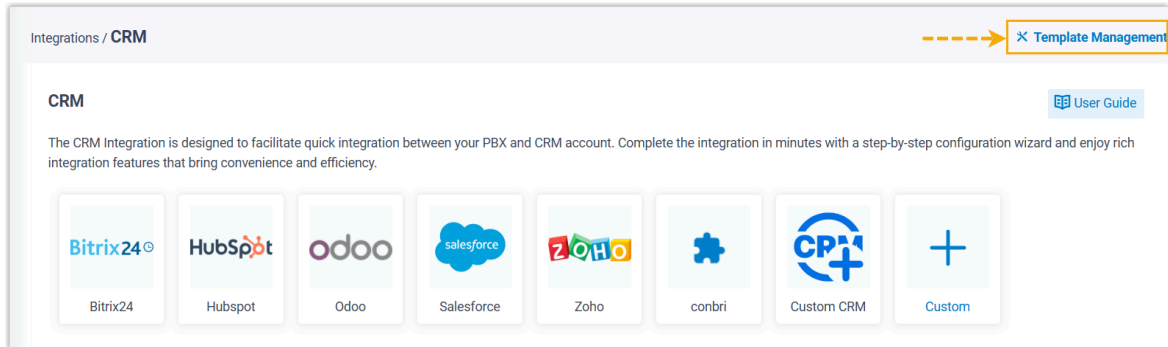 Integrations / CRM
Template Management
CRM
User Guide
The CRM Integration is designed to facilitate quick integration between your PBX and CRM account. Complete the integration in minutes with a step-by-step configuration wizard and enjoy rich
integration features that bring convenience and efficiency.
Bitrix24
HubSpot
odoo
salesforce
ZOHO
CRM
Bitrix24
Hubspot
Odoo
Salesforce
Zoho
conbri
Custom CRM
Custom